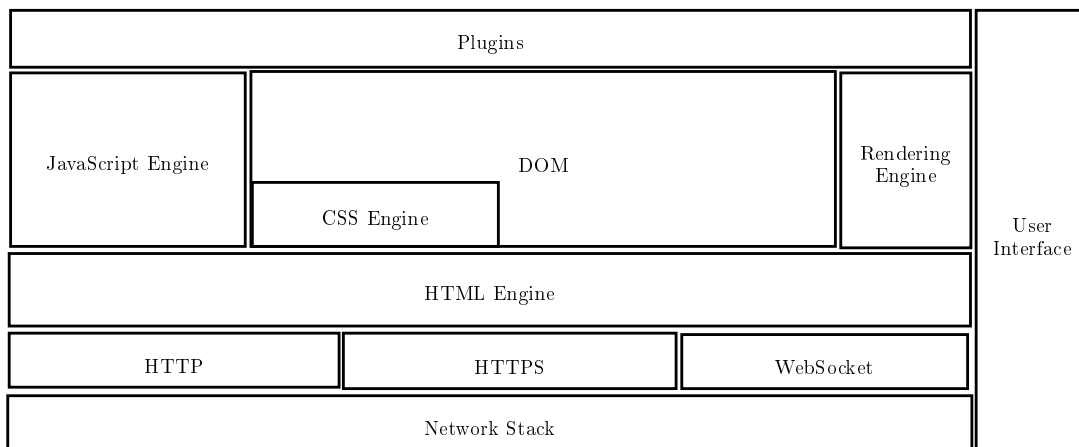 Plugins
JavaScript Engine
DOM
CSS Engine
Rendering
Engine
User
Interface
HTML Engine
HTTP
HTTPS
WebSocket
Network Stack